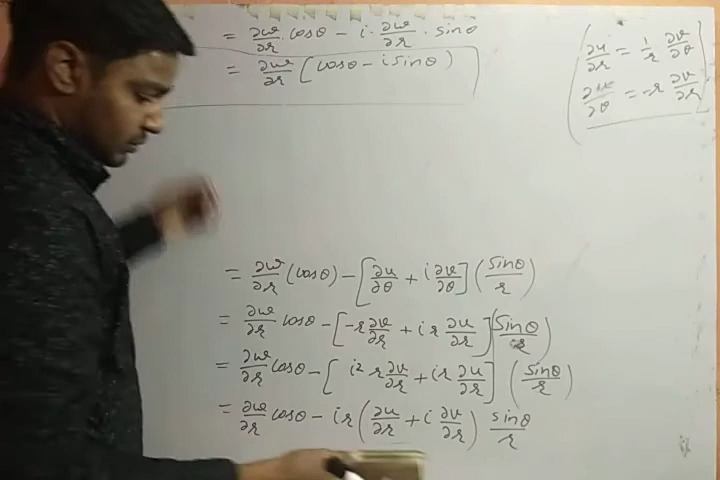 = ∂w/∂r · cosθ − i · ∂w/∂r · sinθ
= ∂w/∂r [cosθ − i sinθ)
∂u/∂r = 1/r ∂v/∂θ
∂u/∂θ = −r ∂v/∂r
= ∂w/∂r (cosθ) − [∂u/∂θ + i ∂v/∂θ] (sinθ/r)
= ∂w/∂r cosθ − [−r ∂v/∂r + i r ∂u/∂r] (sinθ/r)
= ∂w/∂r cosθ − [i² r ∂v/∂r + i r ∂u/∂r] (sinθ/r)
= ∂w/∂r cosθ − i r (∂u/∂r + i ∂v/∂r) sinθ/r